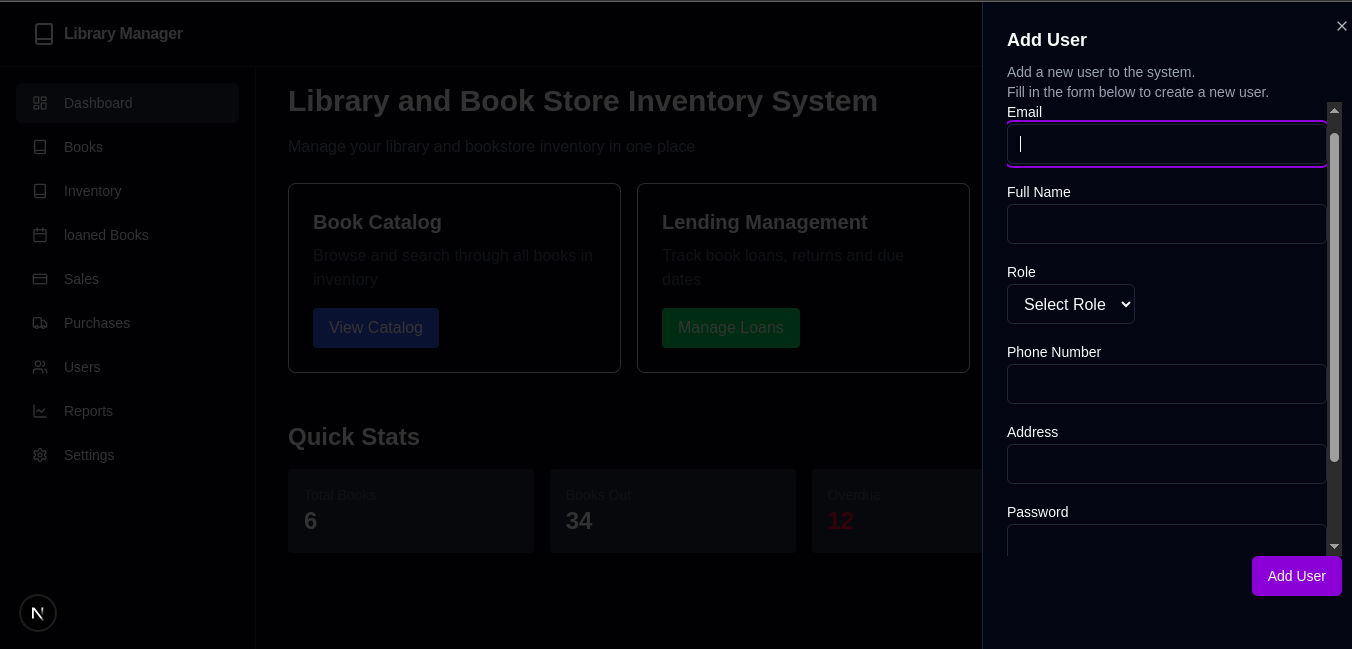 Library Manager
Dashboard
Books
Inventory
loaned Books
Sales
Purchases
Users
Reports
Settings
N
Library and Book Store Inventory System
Manage your library and bookstore inventory in one place
Book Catalog
Browse and search through all books in
inventory
View Catalog
Lending Management
Track book loans, returns and due
dates
Manage Loans
Quick Stats
Total Books
6
Books Out
34
Overdue
12
Add User
Add a new user to the system.
Fill in the form below to create a new user.
Email
Full Name
Role
Select Role
Phone Number
Address
Password
Add User